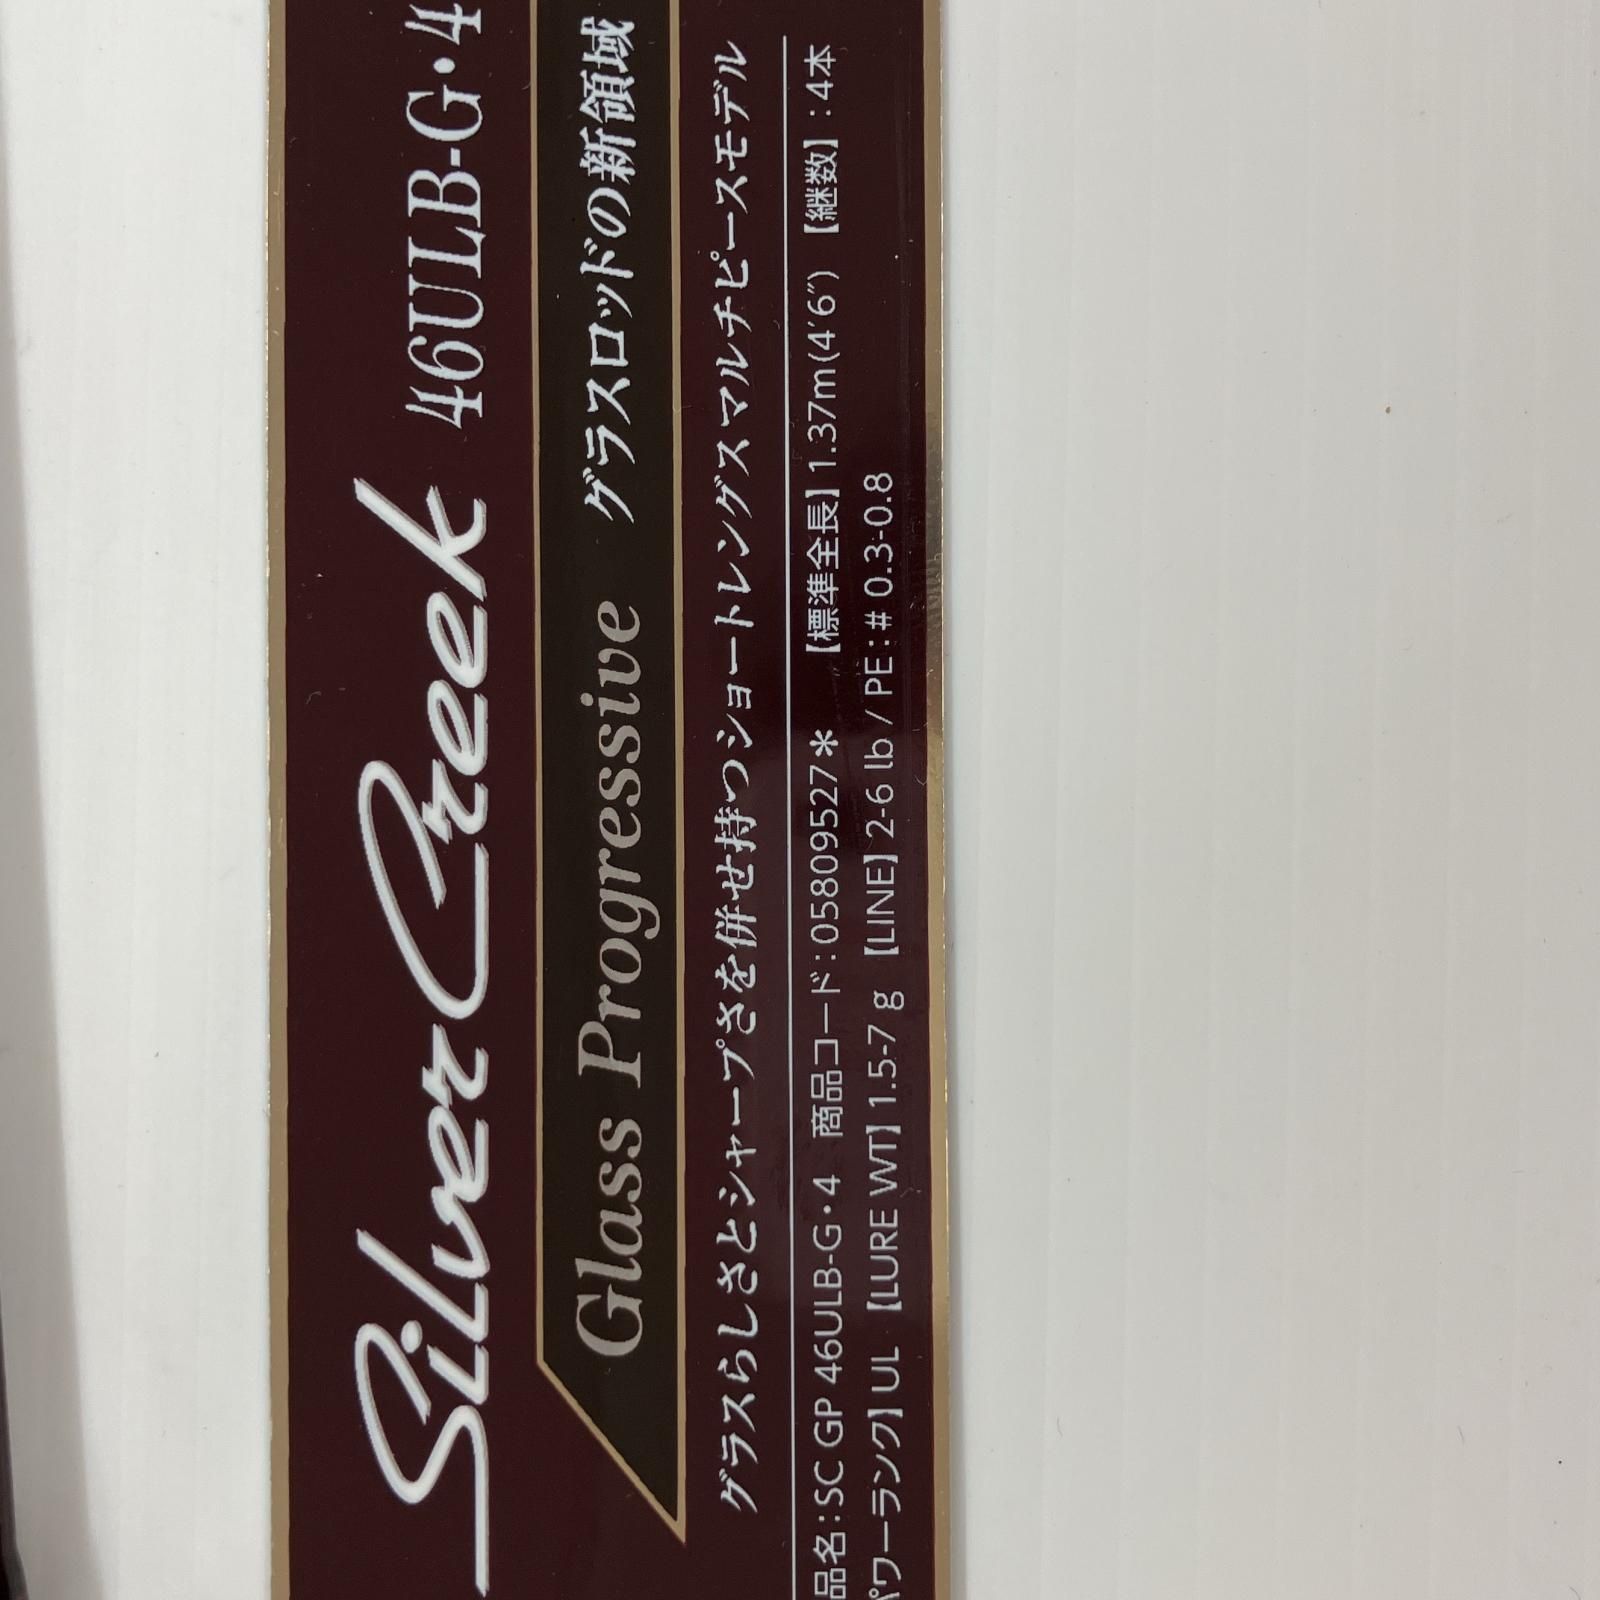 Silver Creek 46ULB-G・4
Glass Progressive グラスロッドの新領域
グラスらしさとシャープさを併せ持つショートレングスマルチピースモデル
品名:SC GP 46ULB-G・4 商品コード:05809527* 【標準全長】1.37m(4′6″) 【継数】:4本
パワーランク】UL 【LURE WT】1.5-7 g 【LINE】2-6 lb / PE:# 0.3-0.8